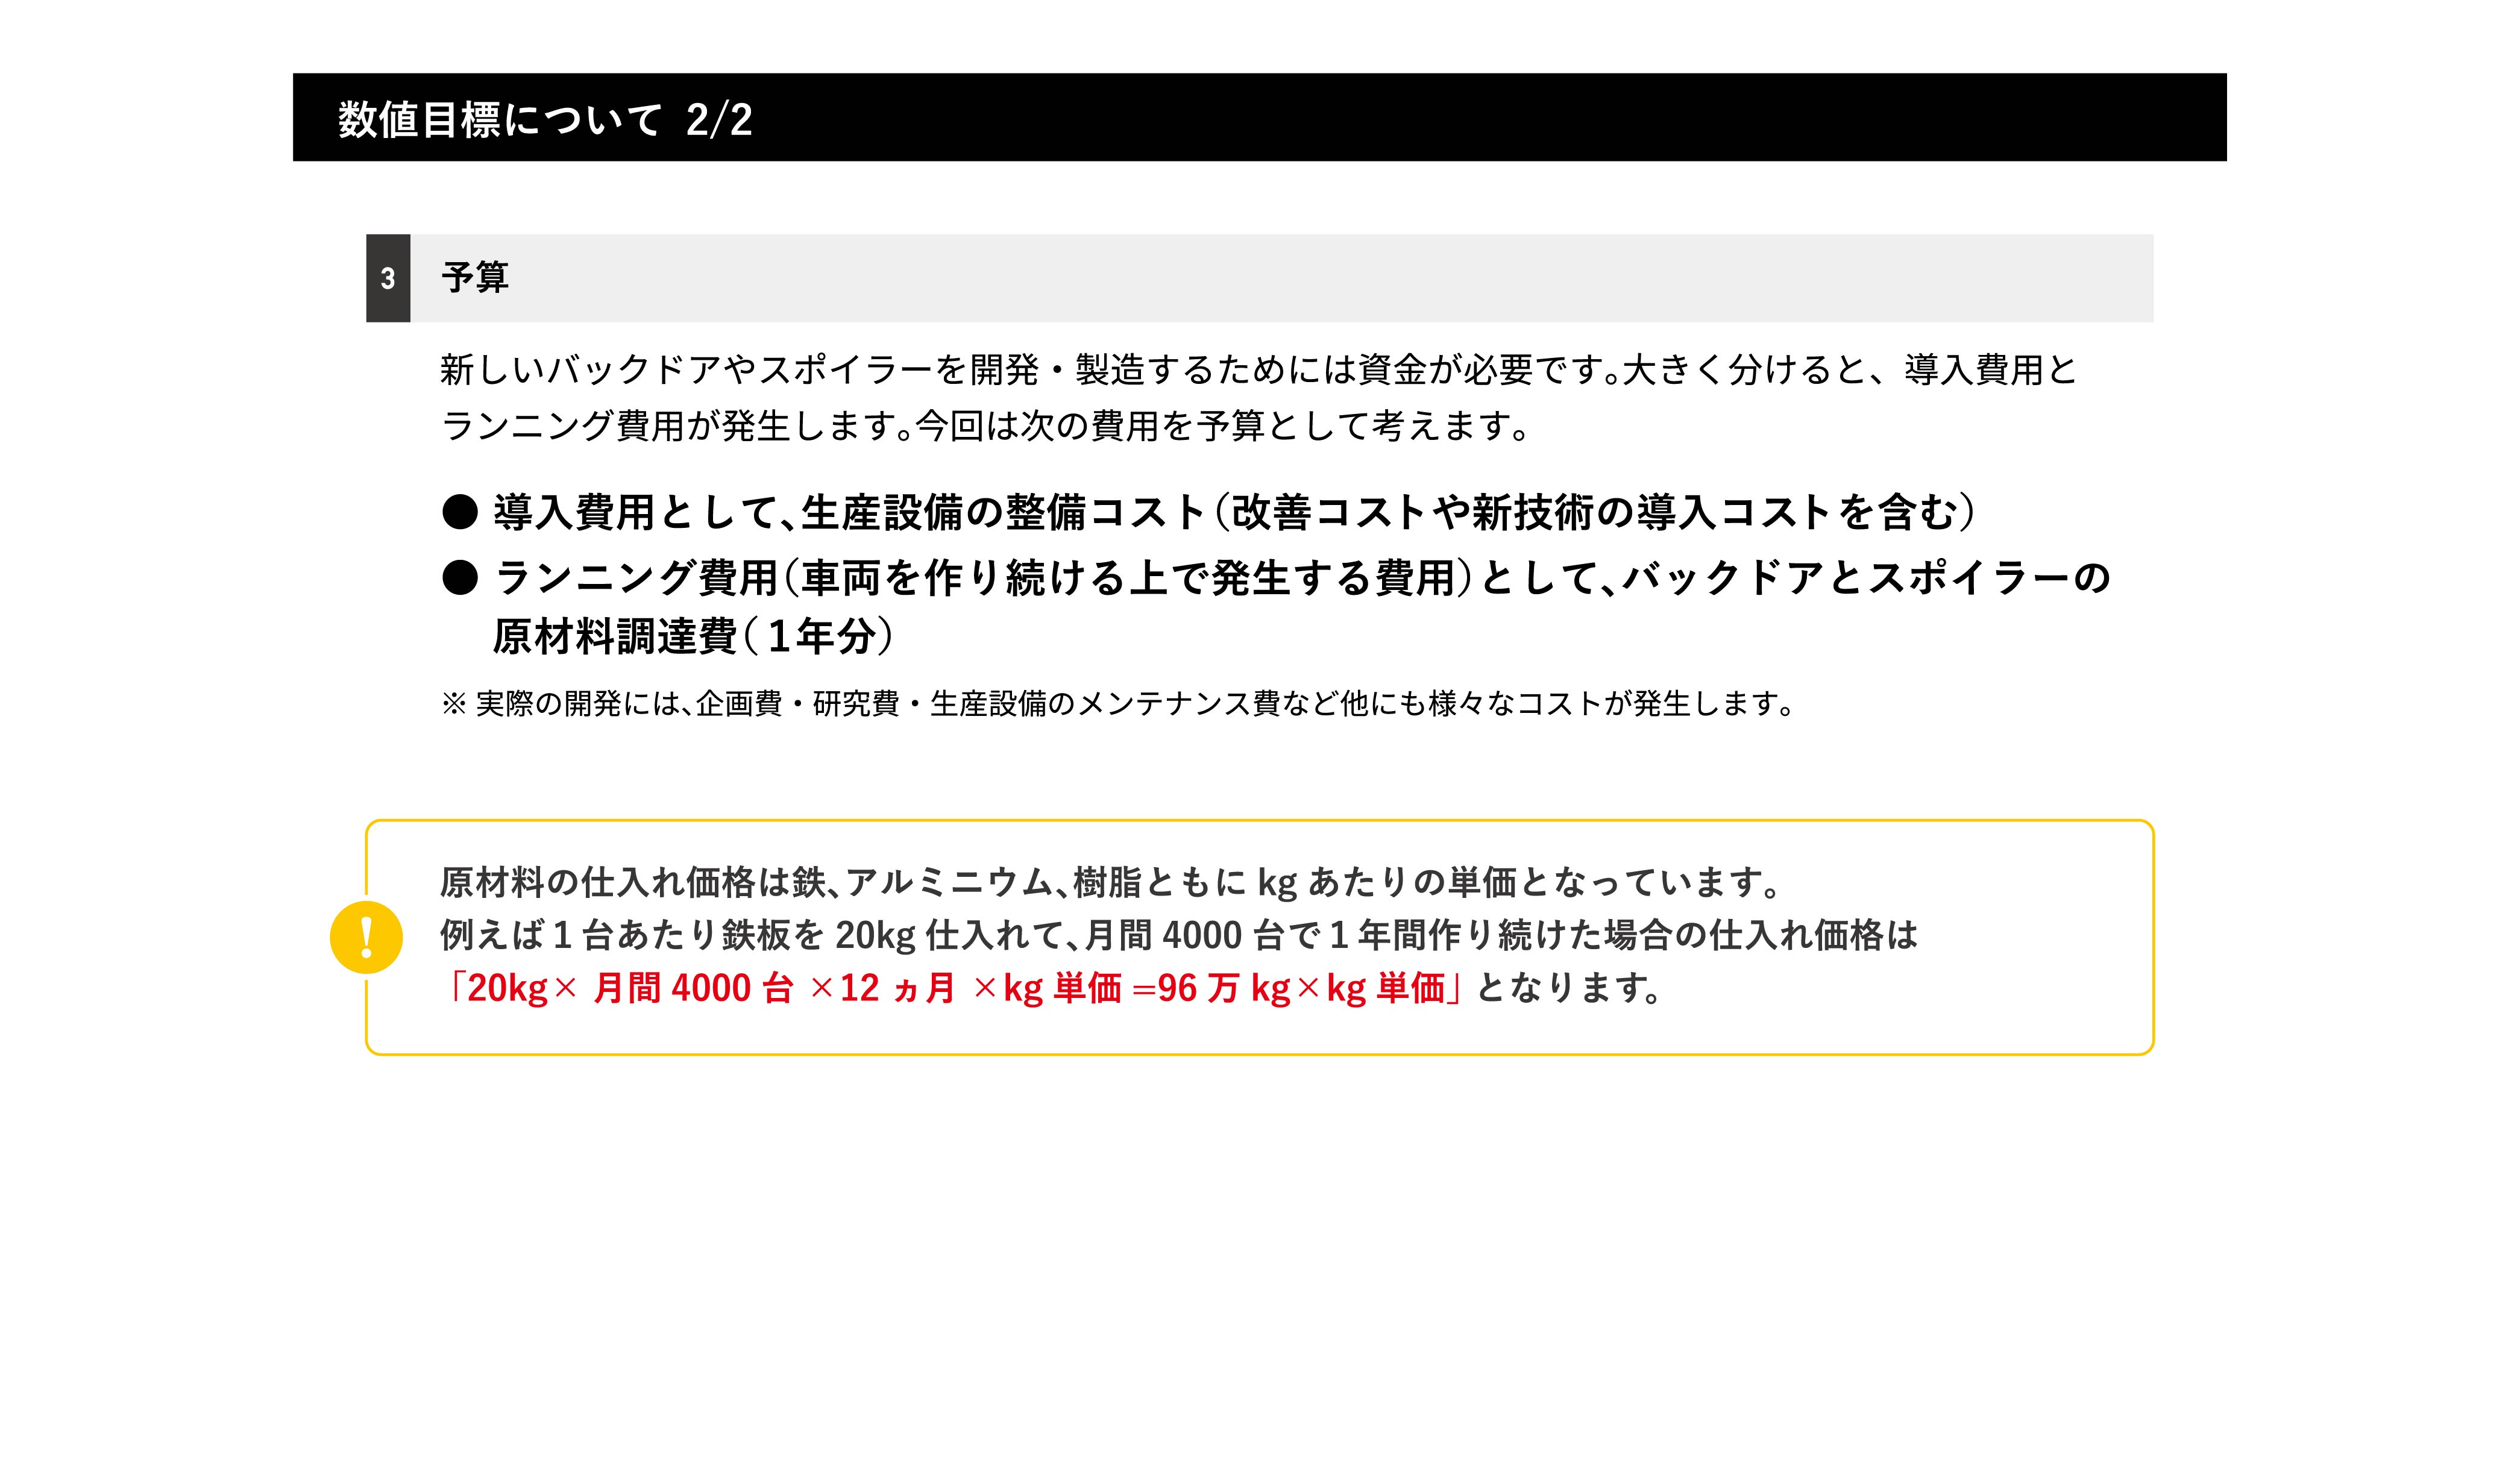 数値目標について 2/2
3 予算
新しいバックドアやスポイラーを開発・製造するためには資金が必要です。大きく分けると、導入費用と
ランニング費用が発生します。今回は次の費用を予算として考えます。
● 導入費用として、生産設備の整備コスト（改善コストや新技術の導入コストを含む）
● ランニング費用（車両を作り続ける上で発生する費用）として、バックドアとスポイラーの
原材料調達費（１年分）
※ 実際の開発には、企画費・研究費・生産設備のメンテナンス費など他にも様々なコストが発生します。
原材料の仕入れ価格は鉄、アルミニウム、樹脂ともに kg あたりの単価となっています。
!
例えば 1 台あたり鉄板を 20kg 仕入れて、月間 4000 台で 1 年間作り続けた場合の仕入れ価格は
「20kg× 月間 4000 台 ×12 ヵ月 ×kg 単価 =96 万 kg×kg 単価」となります。